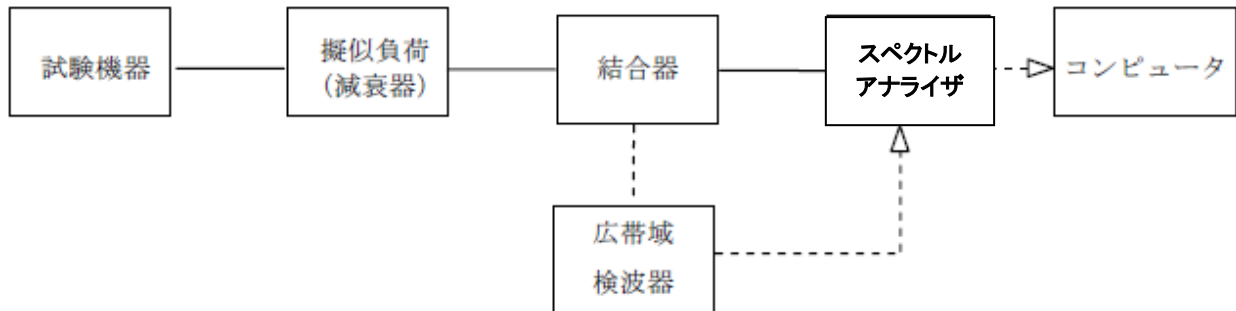 試験機器
擬似負荷
（減衰器）
結合器
スペクトル
アナライザ
コンピュータ
広帯域
検波器